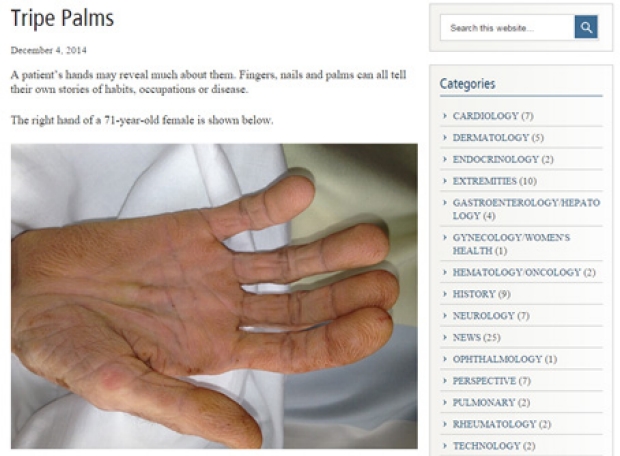 Tripe Palms
December 4, 2014
A patient's hands may reveal much about them. Fingers, nails and palms can all tell
their own stories of habits, occupations or disease.
The right hand of a 71-year-old female is shown below.
Search this website...
Categories
CARDIOLOGY (7)
DERMATOLOGY (5)
ENDOCRINOLOGY (2)
EXTREMITIES (10)
GASTROENTEROLOGY/HEPATO
LOGY (4)
GYNECOLOGY/WOMEN'S
HEALTH (1)
HEMATOLOGY/ONCOLOGY (2)
HISTORY (9)
NEUROLOGY (7)
NEWS (25)
OPHTHALMOLOGY (1)
PERSPECTIVE (7)
PULMONARY (2)
RHEUMATOLOGY (2)
TECHNOLOGY (2)